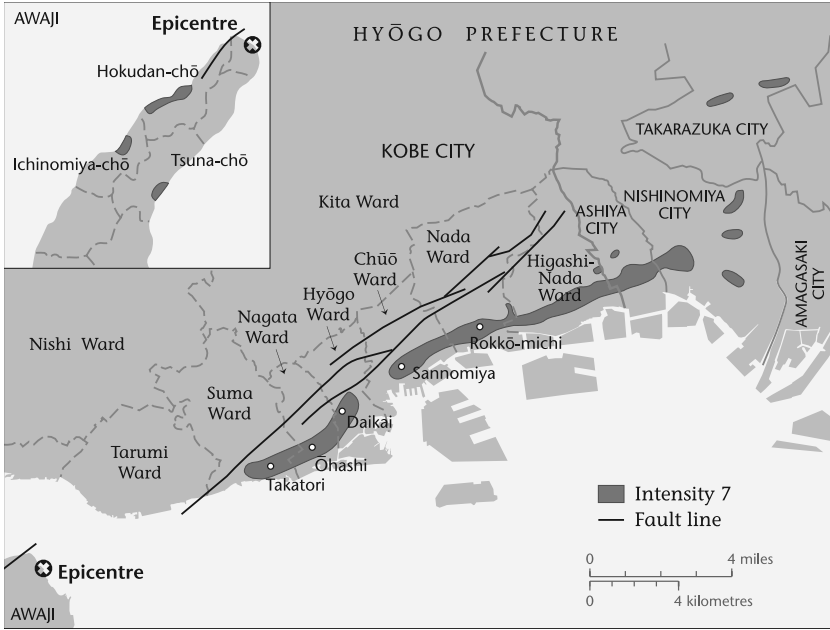 AWAJI
Epicentre
Hokudan-chō
Ichinomiya-chō
Tsuna-chō
HYŌGO PREFECTURE
TAKARAZUKA CITY
KOBE CITY
Kita Ward
NISHINOMIYA
CITY
ASHIYA
CITY
AMAGASAKI
CITY
Nada
Ward
Higashi-
Nada
Ward
Chūō
Ward
Hyōgo
Ward
Nagata
Ward
Nishi Ward
Suma
Ward
Tarumi
Ward
Rokkō-michi
Sannomiya
Daikai
Ōhashi
Takatori
Intensity 7
Fault line
0 4 miles
0 4 kilometres
Epicentre
AWAJI